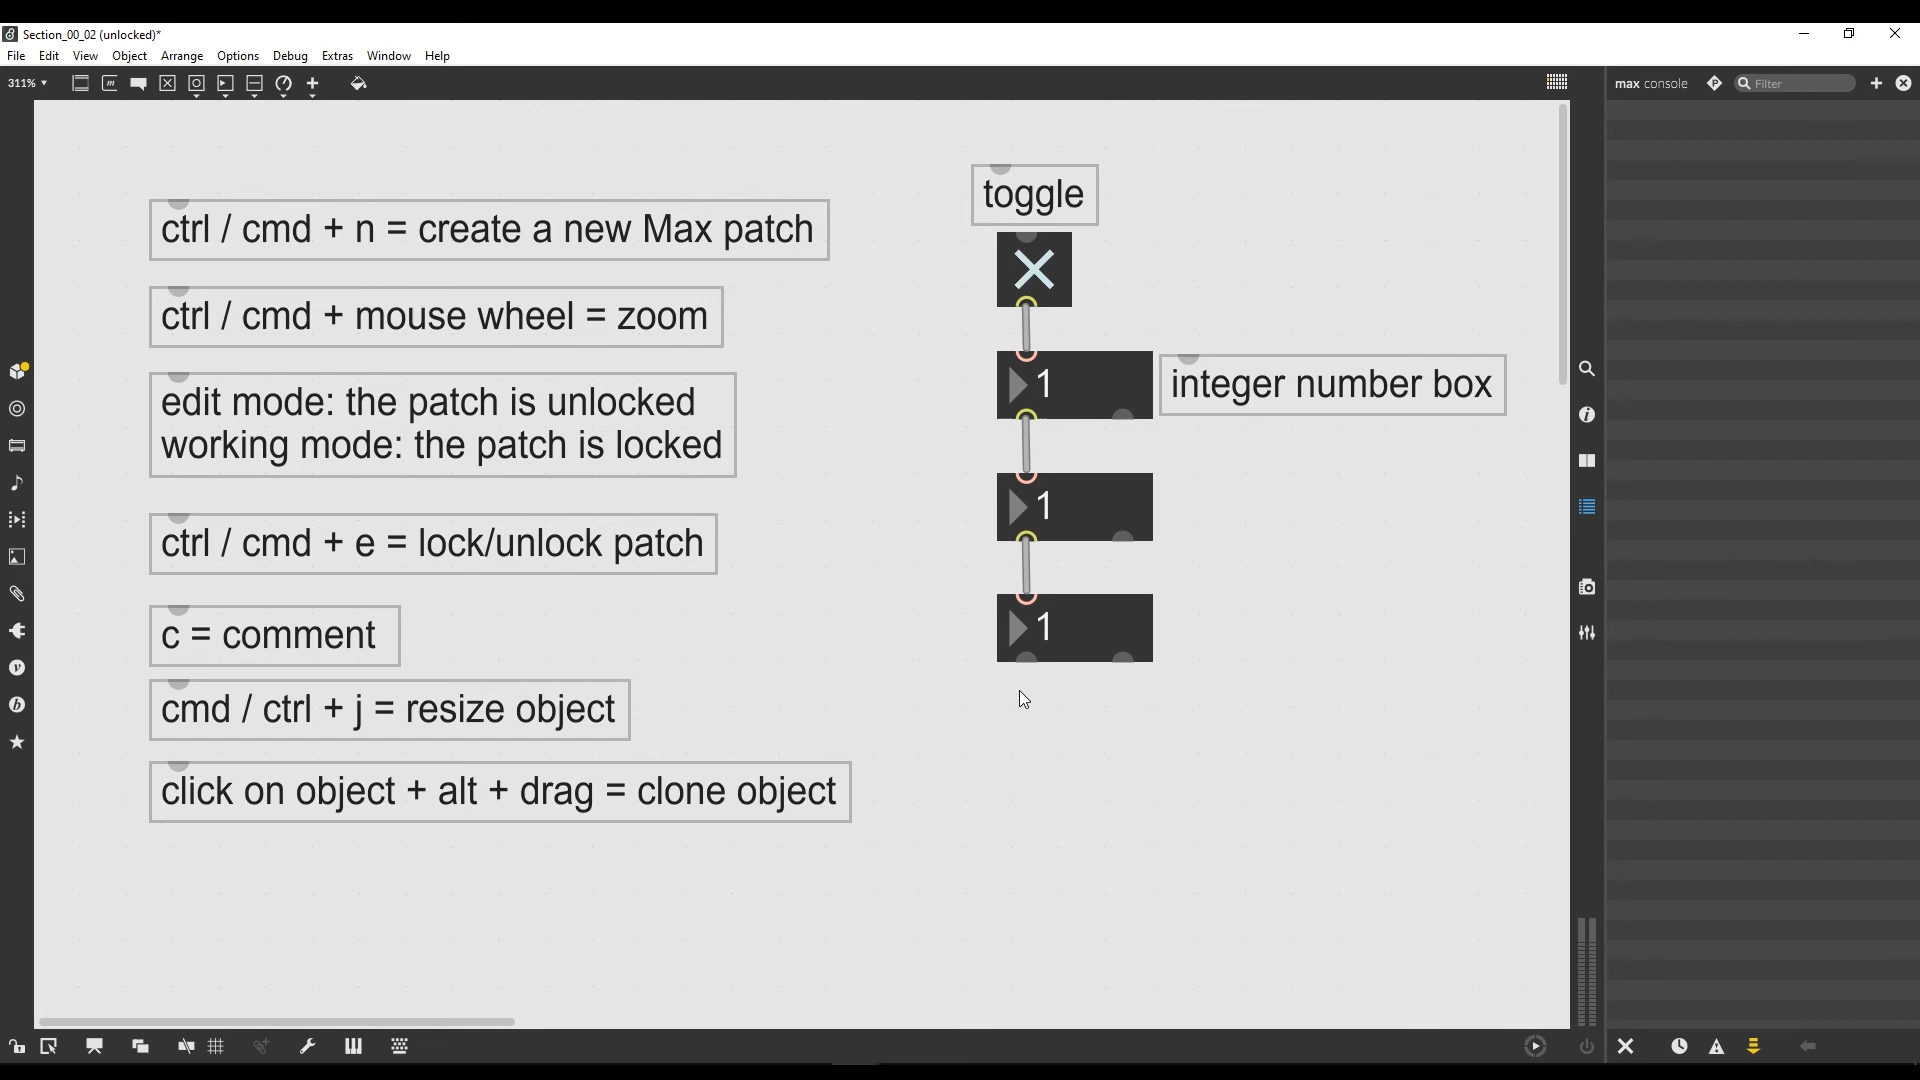 Section_00_02 (unlocked)*
File Edit View Object Arrange Options Debug Extras Window Help
311%
max console
Filter
toggle
ctrl / cmd + n = create a new Max patch
ctrl / cmd + mouse wheel = zoom
1
integer number box
edit mode: the patch is unlocked
working mode: the patch is locked
1
ctrl / cmd + e = lock/unlock patch
1
c = comment
cmd / ctrl + j = resize object
click on object + alt + drag = clone object